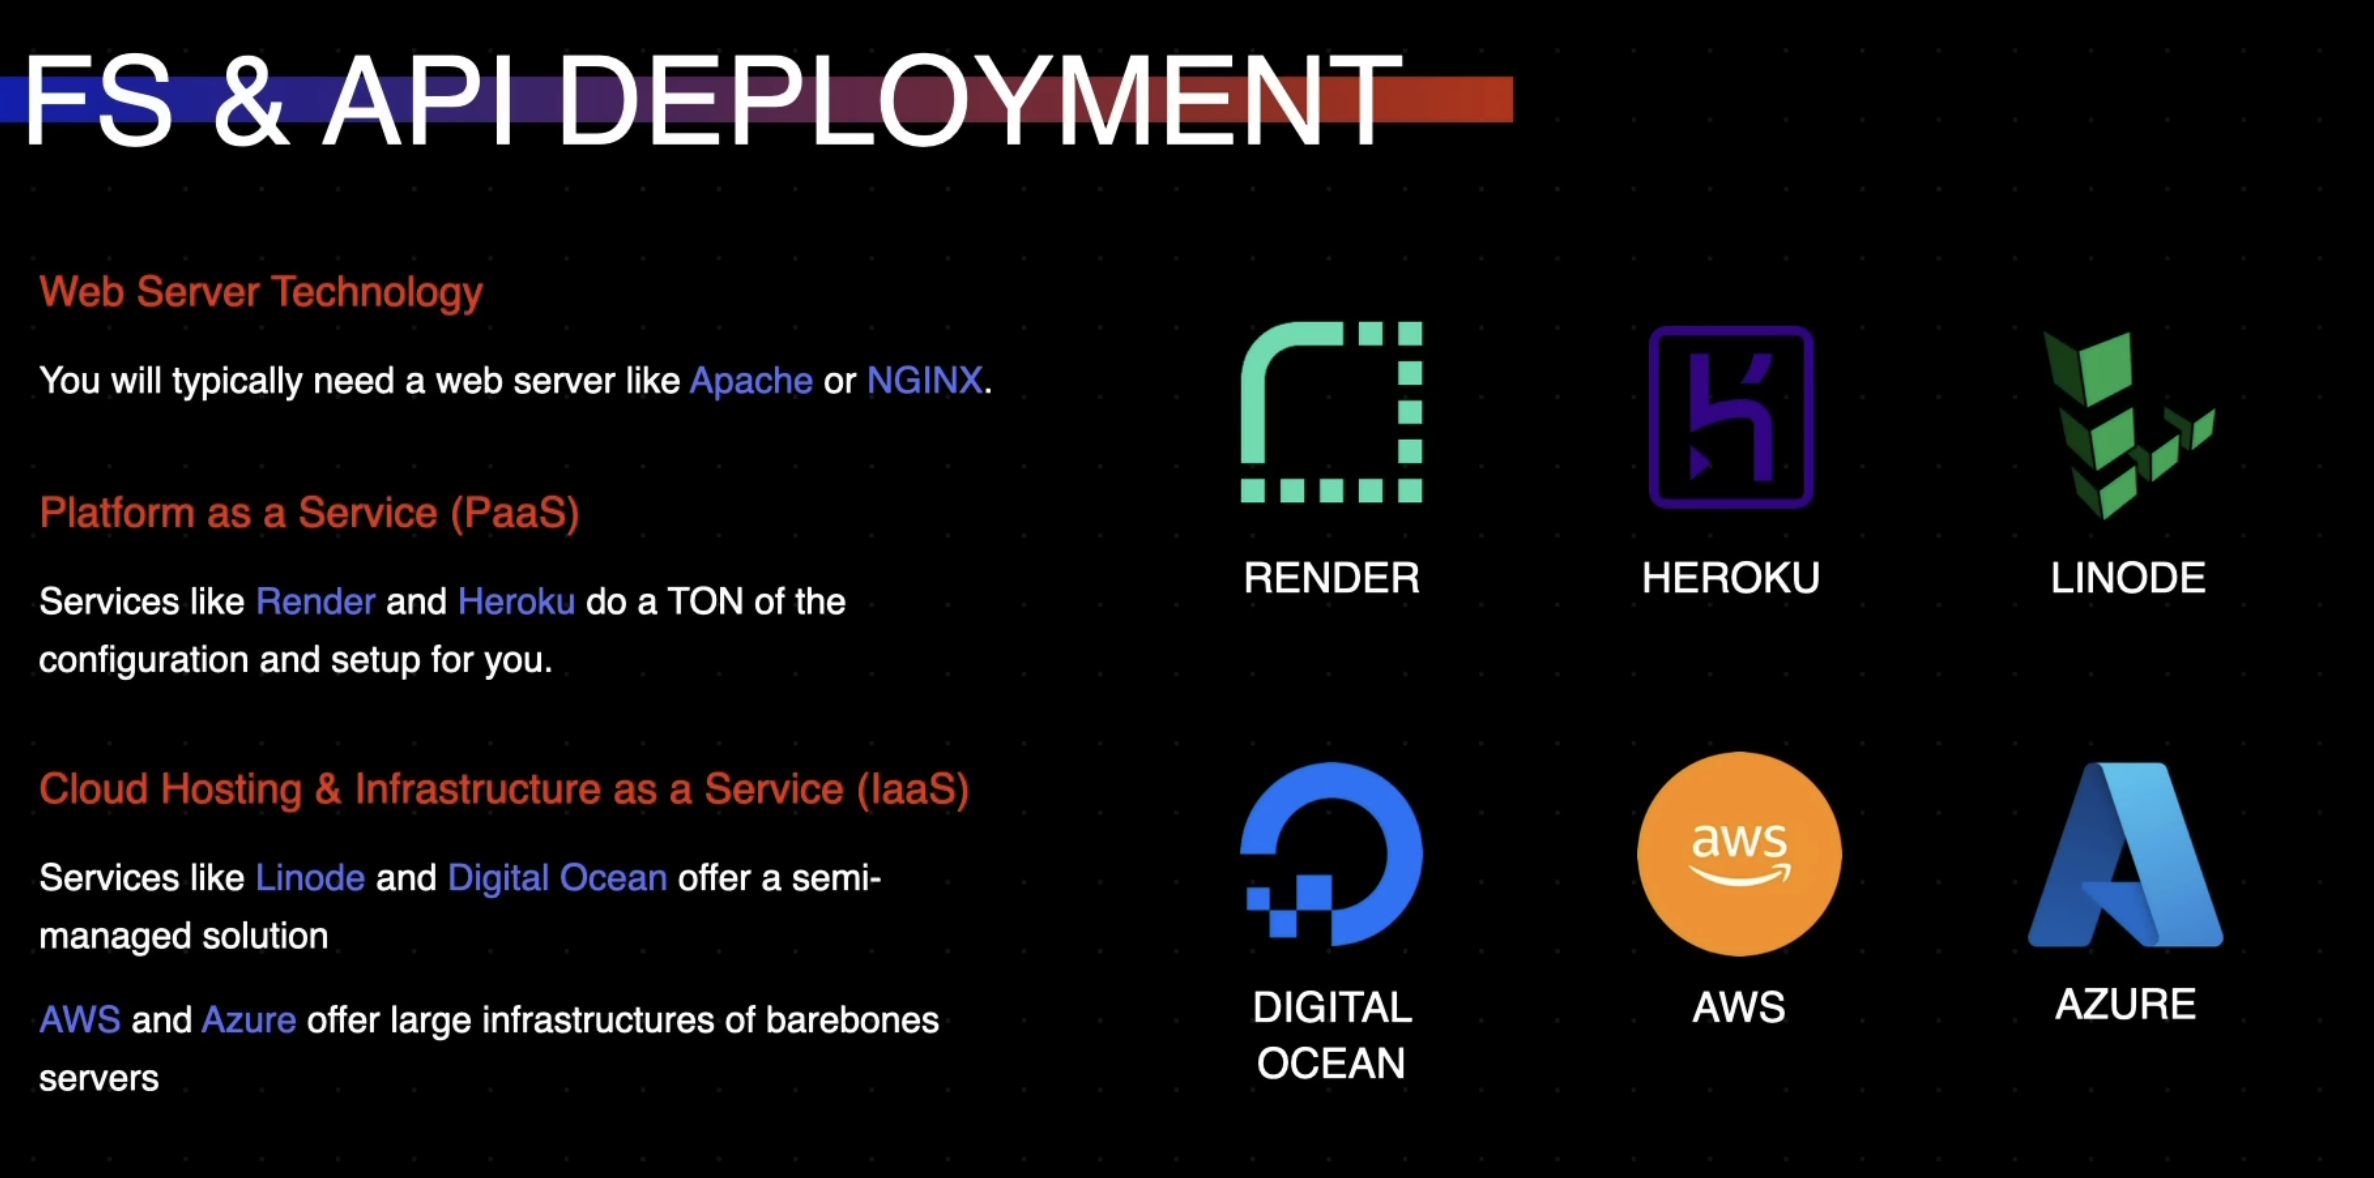 FS & API DEPLOYMENT
Web Server Technology
You will typically need a web server like Apache or NGINX.
Platform as a Service (PaaS)
Services like Render and Heroku do a TON of the
configuration and setup for you.
Cloud Hosting & Infrastructure as a Service (IaaS)
Services like Linode and Digital Ocean offer a semi-
managed solution
AWS and Azure offer large infrastructures of barebones
servers
RENDER
HEROKU
LINODE
DIGITAL
OCEAN
aws
AWS
AZURE